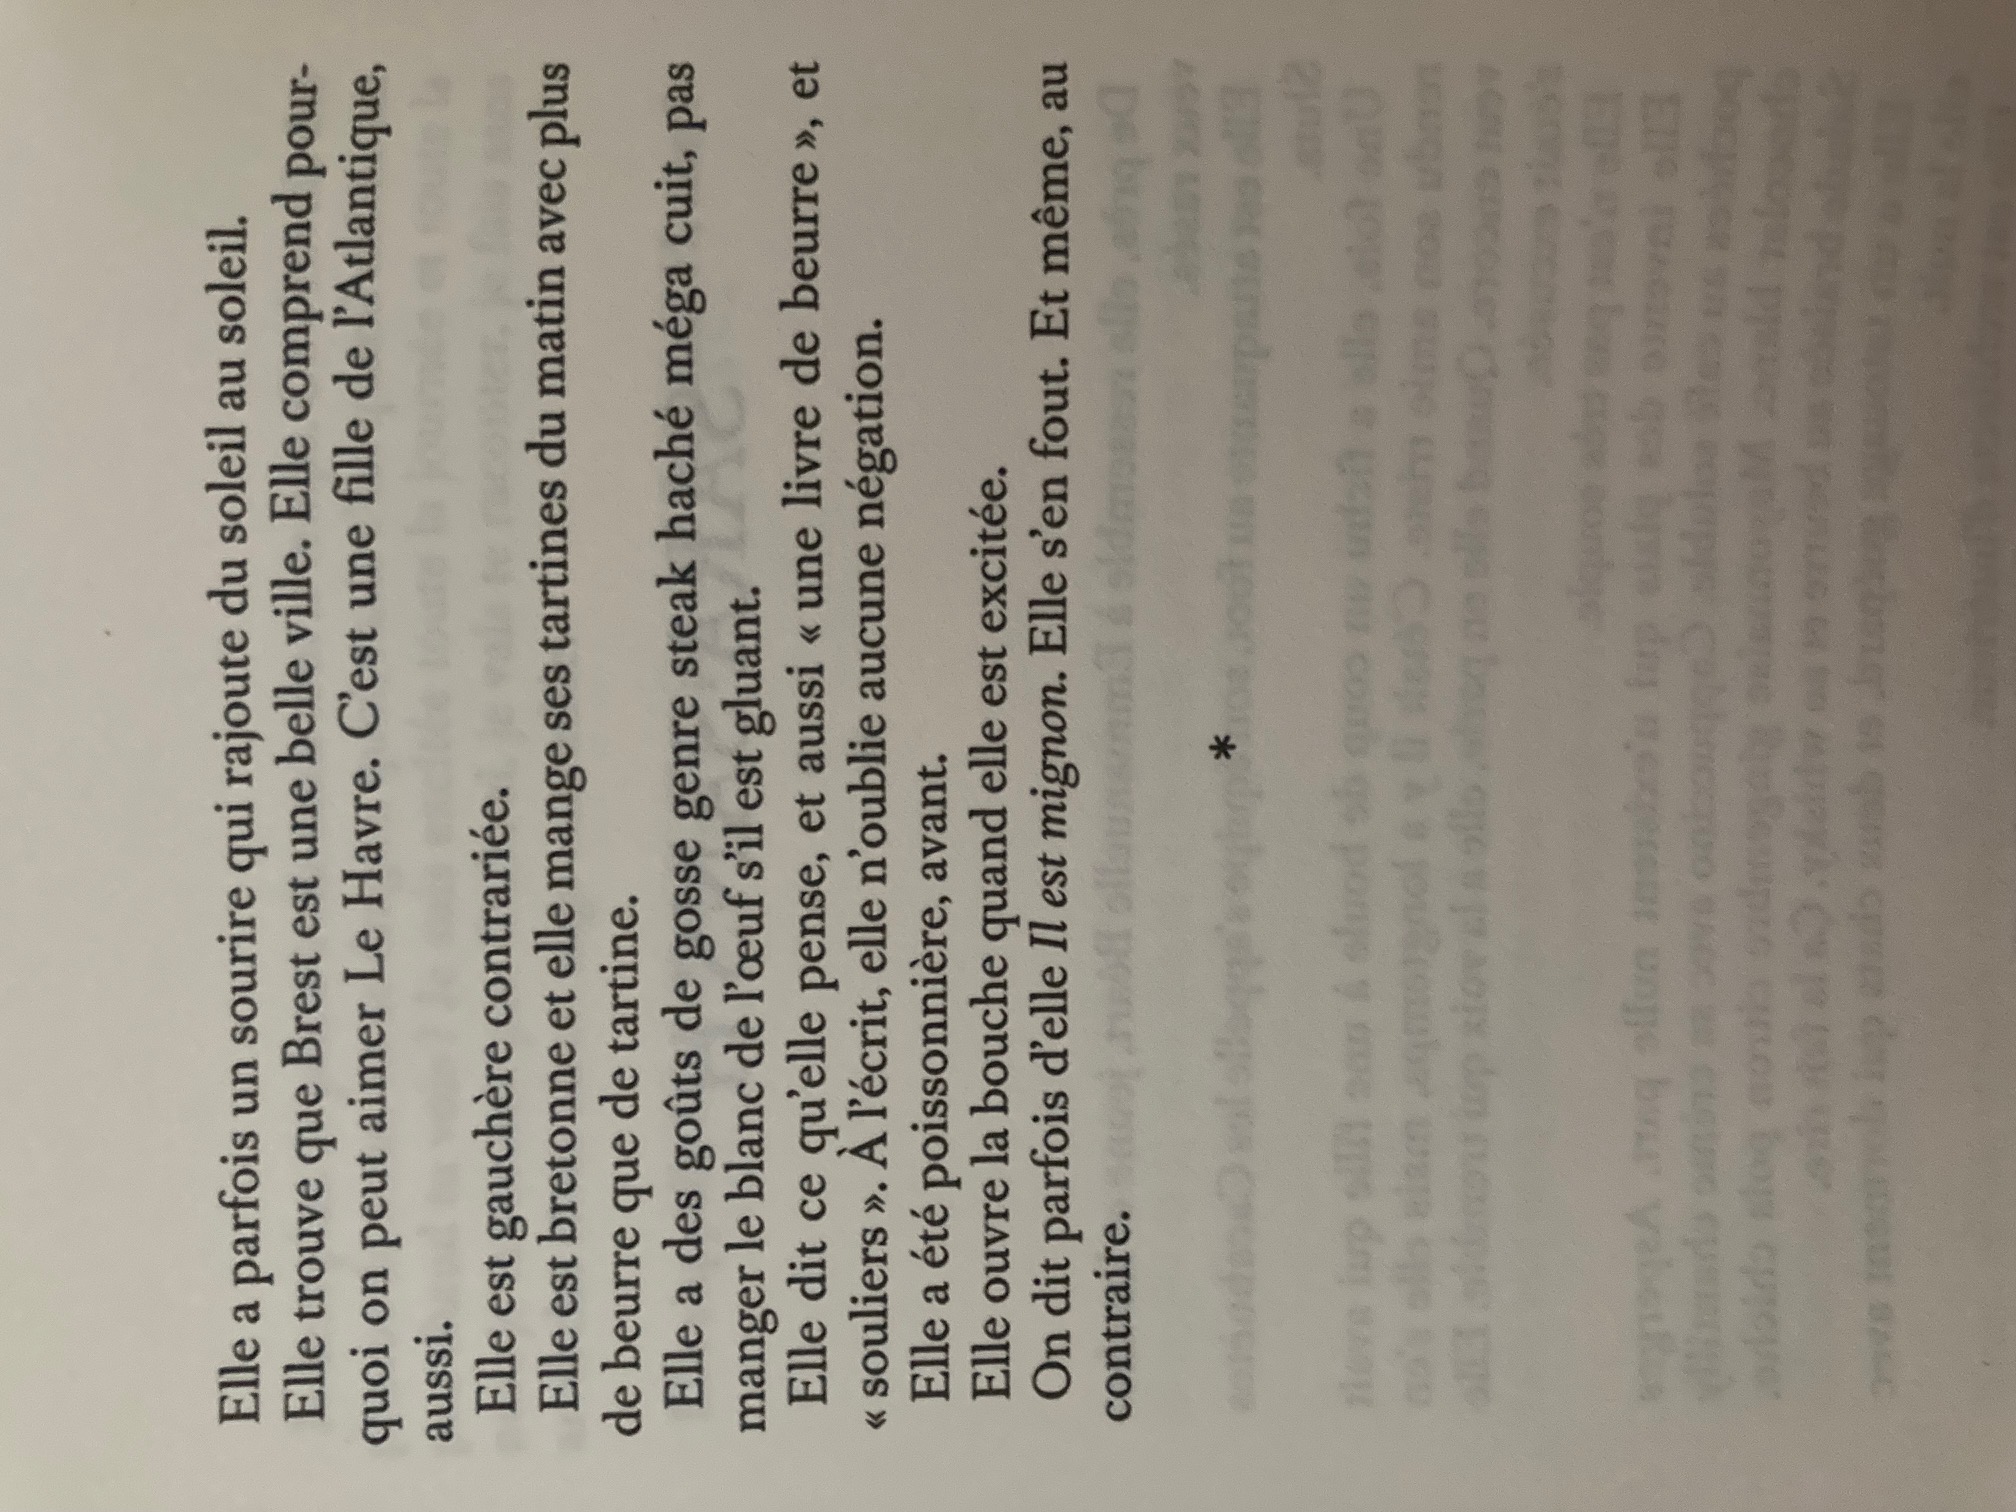 Elle a parfois un sourire qui rajoute du soleil au soleil.
Elle trouve que Brest est une belle ville. Elle comprend pour-
quoi on peut aimer Le Havre. C'est une fille de l'Atlantique,
aussi.
Elle est gauchère contrariée.
Elle est bretonne et elle mange ses tartines du matin avec plus
de beurre que de tartine.
Elle a des goûts de gosse genre steak haché méga cuit, pas
manger le blanc de l'œuf s'il est gluant.
Elle dit ce qu'elle pense, et aussi « une livre de beurre », et
« souliers ». À l'écrit, elle n'oublie aucune négation.
Elle a été poissonnière, avant.
Elle ouvre la bouche quand elle est excitée.
On dit parfois d'elle Il est mignon. Elle s'en fout. Et même, au
contraire.
*